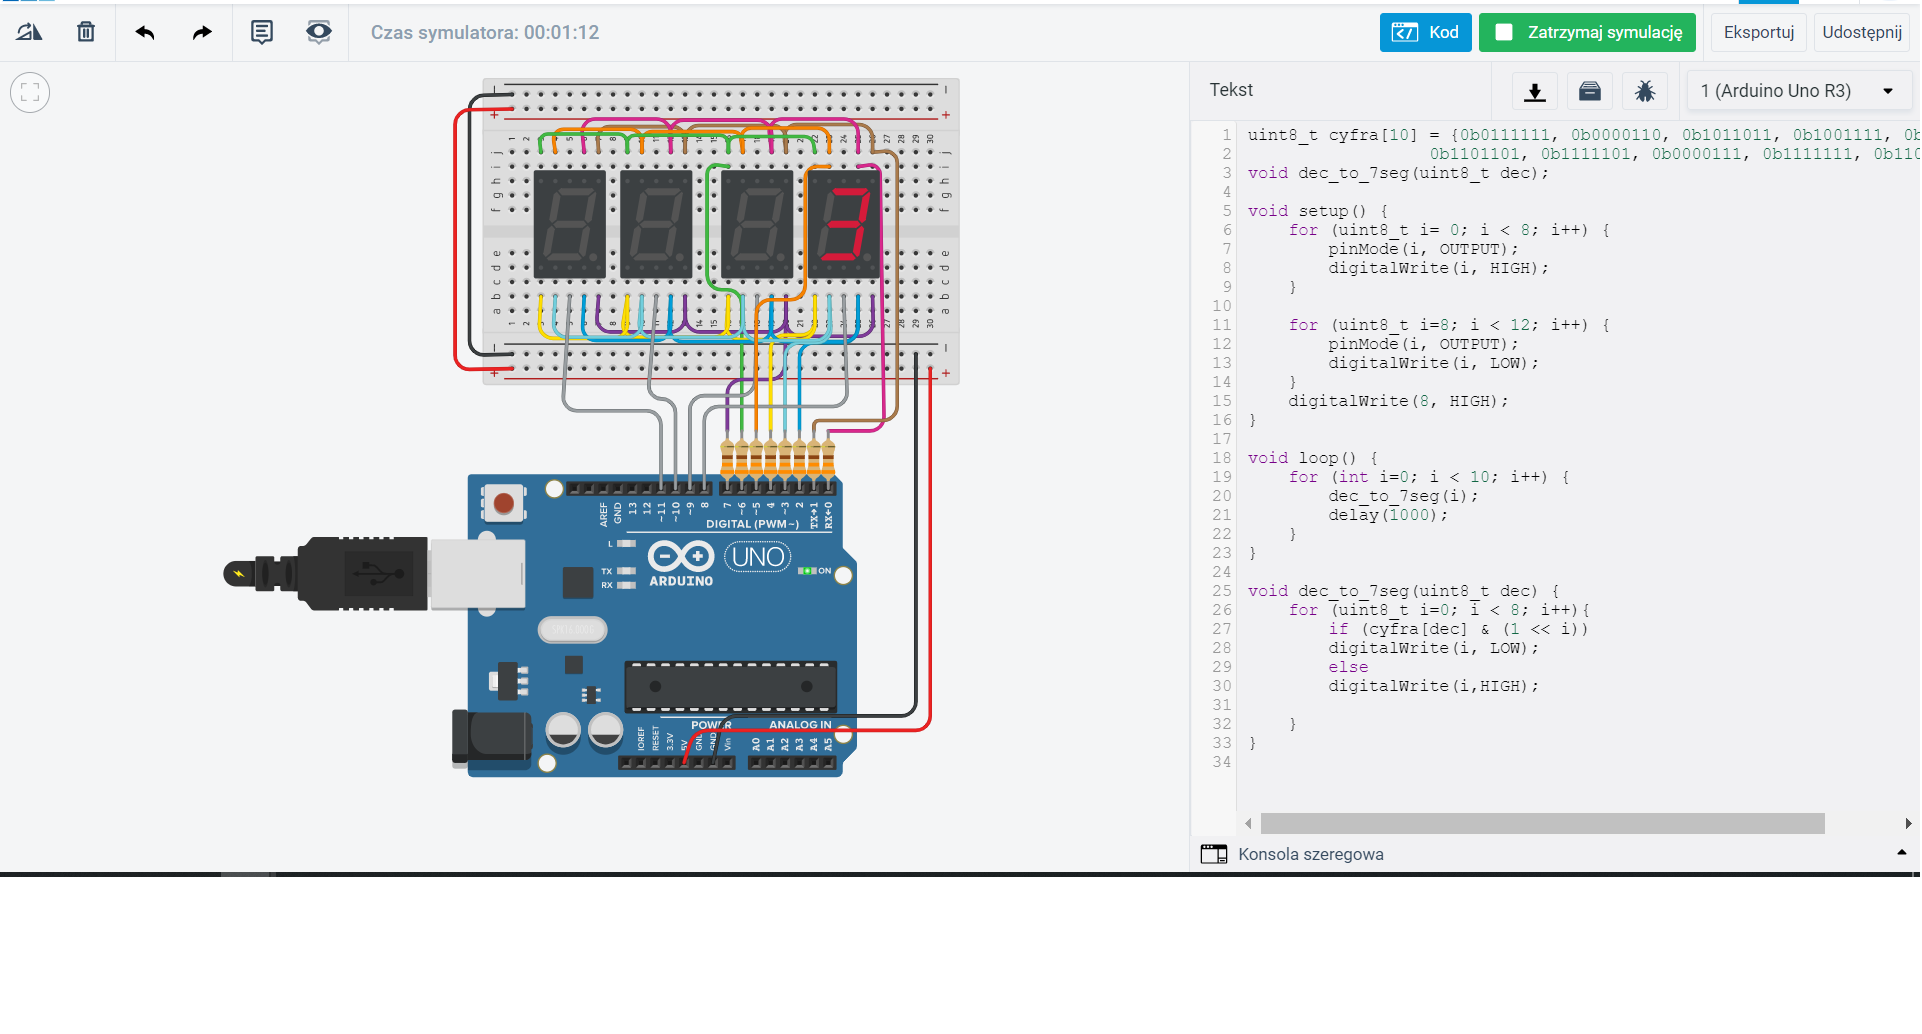 Czas symulatora: 00:01:12
Kod
Zatrzymaj symulację
Eksportuj
Udostępnij
Tekst
1 (Arduino Uno R3)
1 uint8_t cyfra[10] = {0b0111111, 0b0000110, 0b1011011, 0b1001111, 0b
2 0b1101101, 0b1111101, 0b0000111, 0b1111111, 0b110
3 void dec_to_7seg(uint8_t dec);
4
5 void setup() {
6 for (uint8_t i= 0; i < 8; i++) {
7 pinMode(i, OUTPUT);
8 digitalWrite(i, HIGH);
9 }
10
11 for (uint8_t i=8; i < 12; i++) {
12 pinMode(i, OUTPUT);
13 digitalWrite(i, LOW);
14 }
15 digitalWrite(8, HIGH);
16 }
17
18 void loop() {
19 for (int i=0; i < 10; i++) {
20 dec_to_7seg(i);
21 delay(1000);
22 }
23 }
24
25 void dec_to_7seg(uint8_t dec) {
26 for (uint8_t i=0; i < 8; i++){
27 if (cyfra[dec] & (1 << i))
28 digitalWrite(i, LOW);
29 else
30 digitalWrite(i,HIGH);
31
32 }
33 }
34
Konsola szeregowa
3
AREF
GND
13
12
~11
~10
~9
8
7
~6
~5
4
~3
2
TX→1
RX←0
DIGITAL (PWM~)
L
TX
RX
ARDUINO
UNO
ON
POWER
ANALOG IN
IOREF
RESET
3.3V
5V
GND
GND
Vin
A0
A1
A2
A3
A4
A5